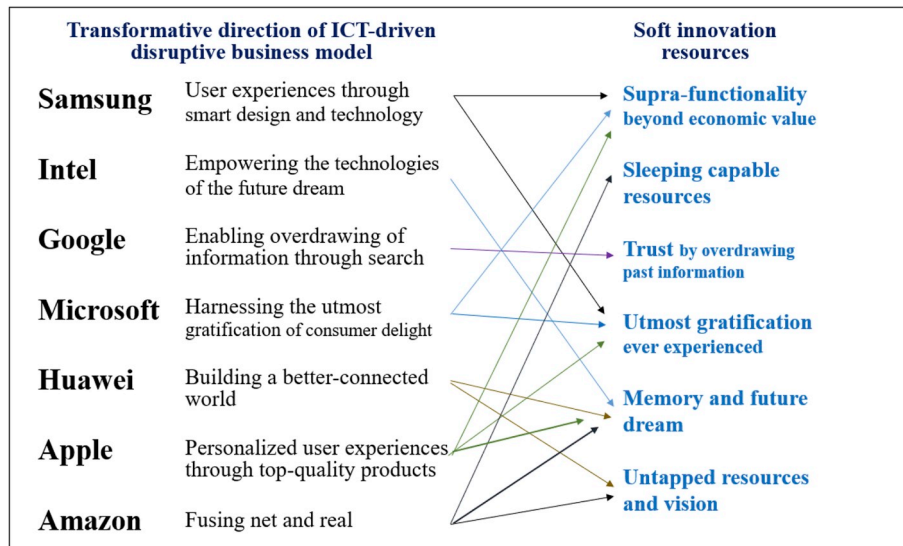 Transformative direction of ICT-driven
disruptive business model
Soft innovation
resources
Samsung
User experiences through
smart design and technology
Intel
Empowering the technologies
of the future dream
Google
Enabling overdrawing of
information through search
Microsoft
Harnessing the utmost
gratification of consumer delight
Huawei
Building a better-connected
world
Apple
Personalized user experiences
through top-quality products
Amazon
Fusing net and real
Supra-functionality
beyond economic value
Sleeping capable
resources
Trust by overdrawing
past information
Utmost gratification
ever experienced
Memory and future
dream
Untapped resources
and vision